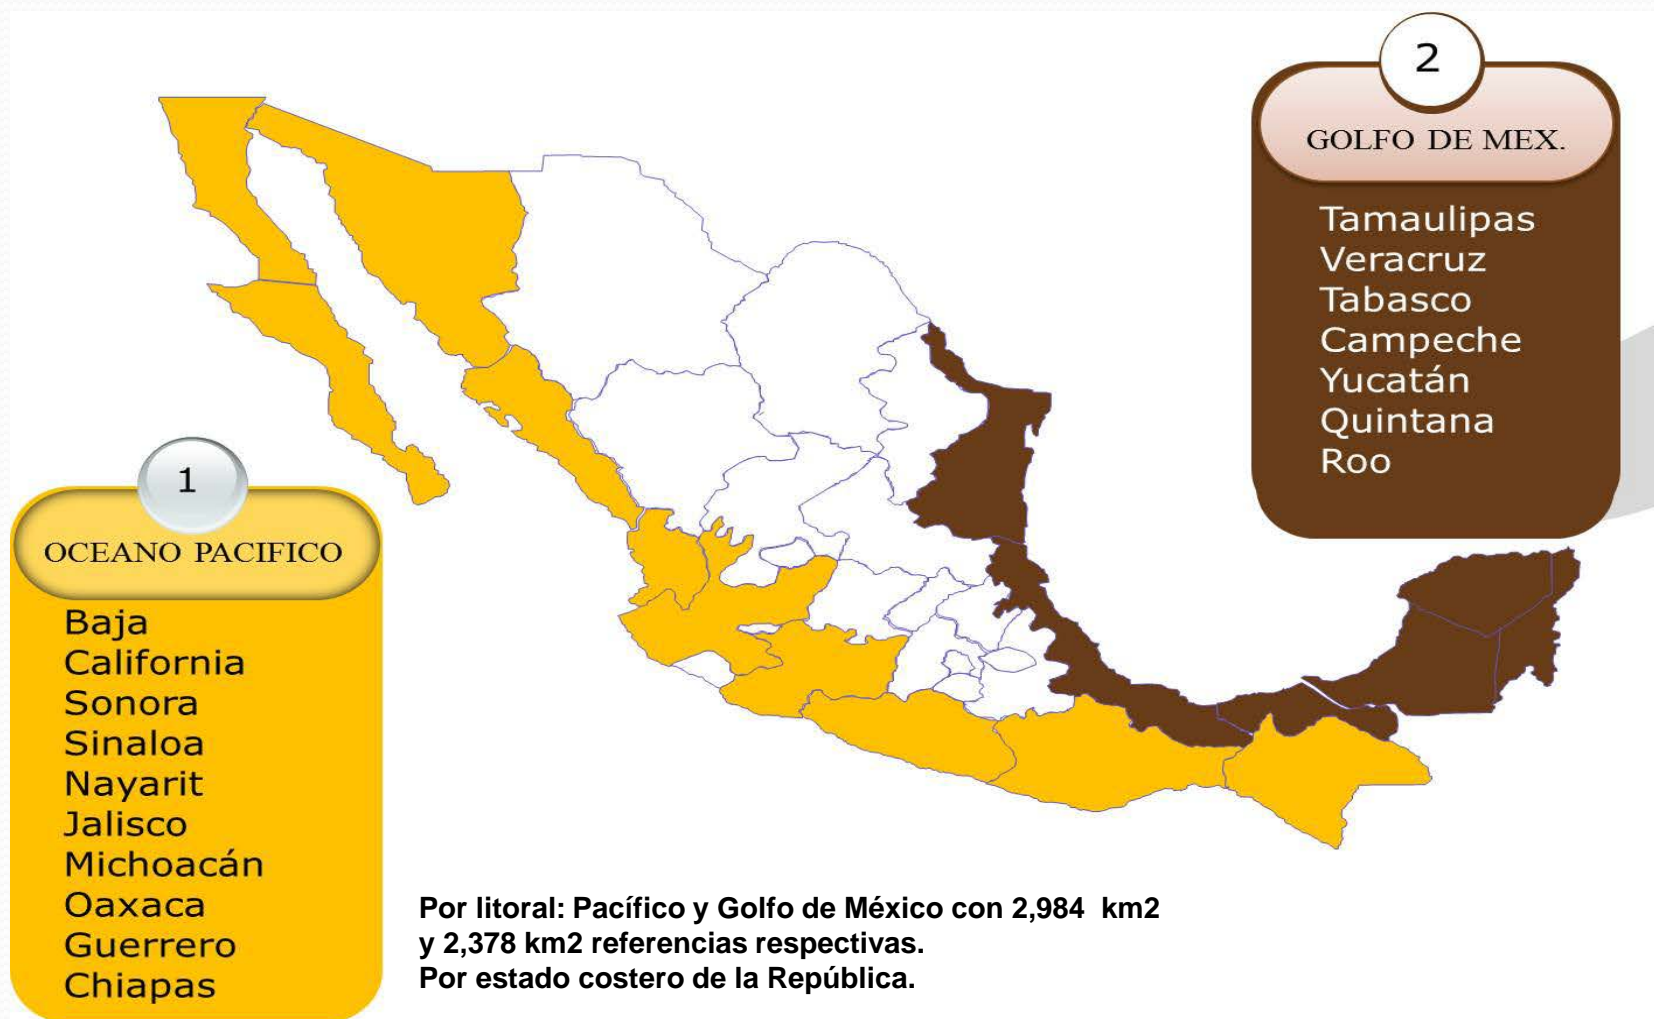 2
GOLFO DE MEX.
Tamaulipas
Veracruz
Tabasco
Campeche
Yucatán
Quintana
Roo
1
OCEANO PACIFICO
Baja
California
Sonora
Sinaloa
Nayarit
Jalisco
Michoacán
Oaxaca
Guerrero
Chiapas
Por litoral: Pacífico y Golfo de México con 2,984 km2
y 2,378 km2 referencias respectivas.
Por estado costero de la República.